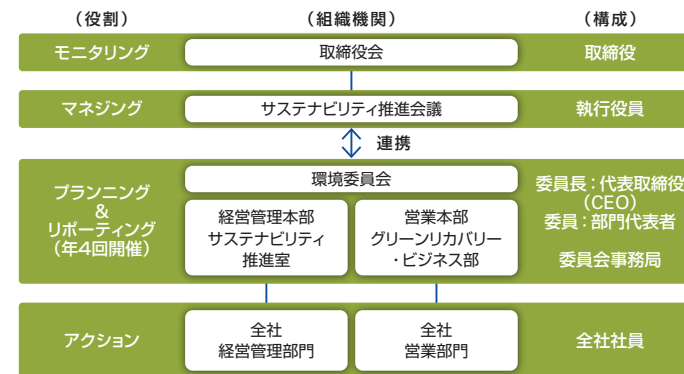 （役割）
（組織機関）
（構成）
モニタリング
取締役会
取締役
マネジング
サステナビリティ推進会議
執行役員
連携
プランニング
&
リポーティング
（年4回開催）
環境委員会
経営管理本部
サステナビリティ
推進室
営業本部
グリーンリカバリー
・ビジネス部
委員長：代表取締役
（CEO）
委員：部門代表者
委員会事務局
アクション
全社
経営管理部門
全社
営業部門
全社社員